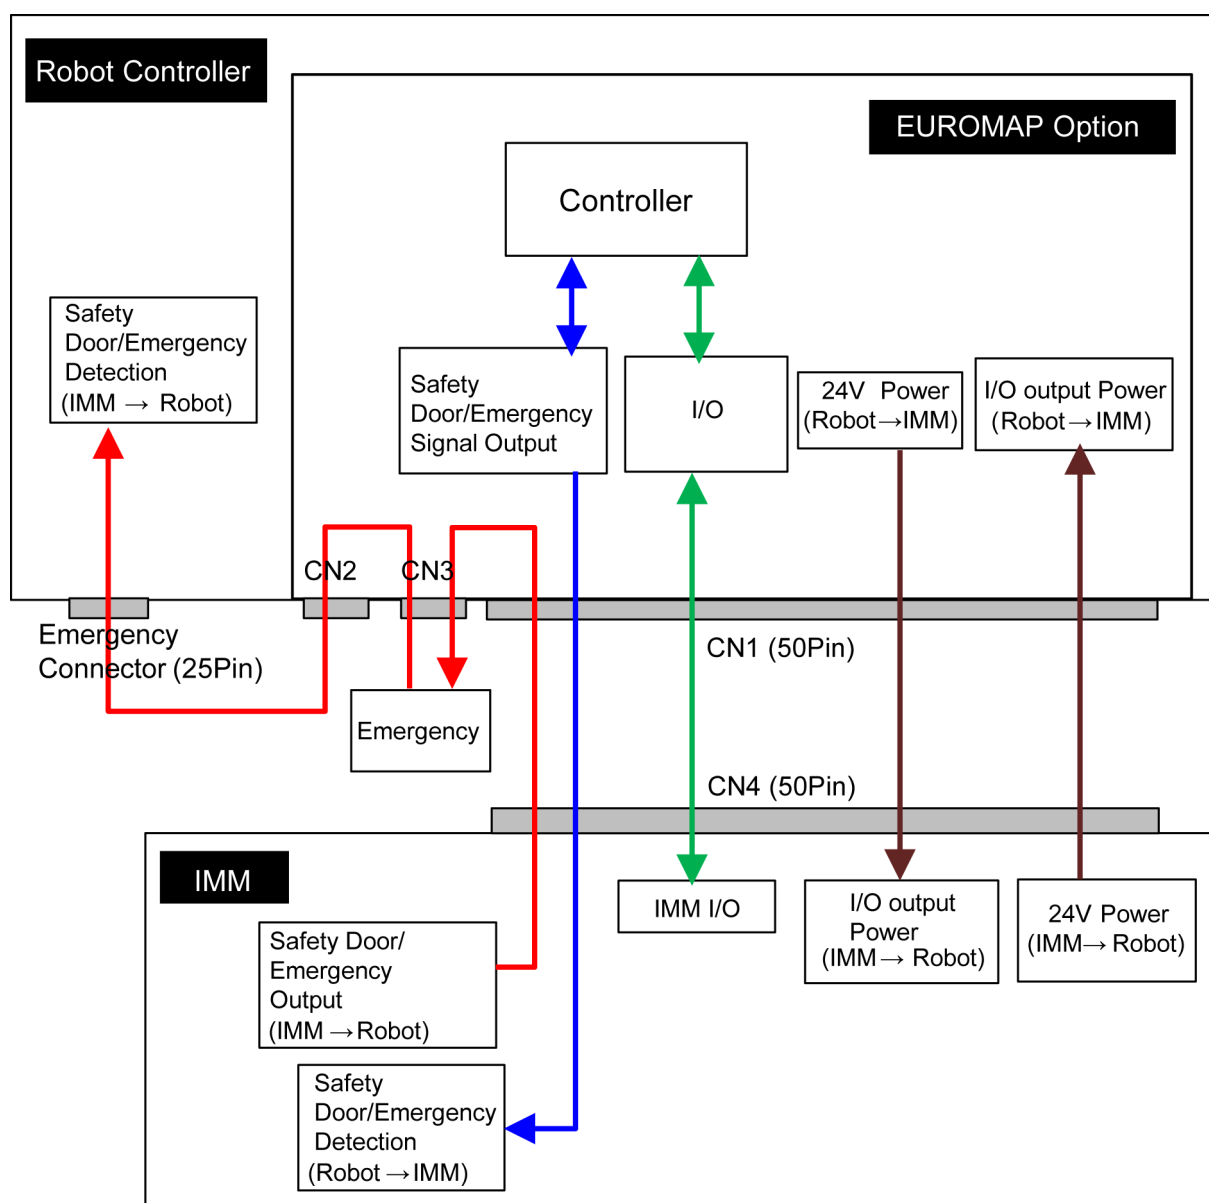 Robot Controller
EUROMAP Option
Controller
Safety
Door/Emergency
Detection
(IMM → Robot)
Safety
Door/Emergency
Signal Output
I/O
24V Power
(Robot→IMM)
I/O output Power
(Robot→IMM)
CN2
CN3
Emergency
Connector (25Pin)
CN1 (50Pin)
Emergency
CN4 (50Pin)
IMM
IMM I/O
I/O output
Power
(IMM→ Robot)
24V Power
(IMM→ Robot)
Safety Door/
Emergency
Output
(IMM →Robot)
Safety
Door/Emergency
Detection
(Robot →IMM)